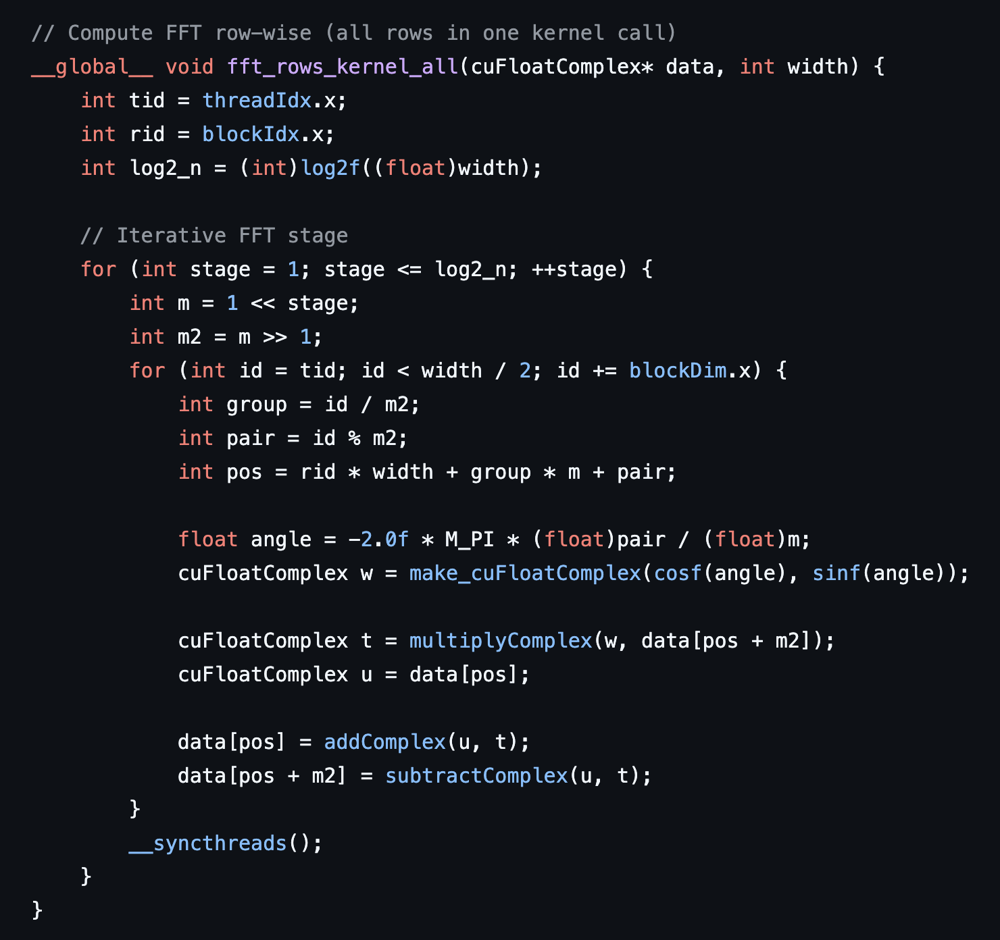 // Compute FFT row-wise (all rows in one kernel call)
__global__ void fft_rows_kernel_all(cuFloatComplex* data, int width) {
    int tid = threadIdx.x;
    int rid = blockIdx.x;
    int log2_n = (int)log2f((float)width);

    // Iterative FFT stage
    for (int stage = 1; stage <= log2_n; ++stage) {
        int m = 1 << stage;
        int m2 = m >> 1;
        for (int id = tid; id < width / 2; id += blockDim.x) {
            int group = id / m2;
            int pair = id % m2;
            int pos = rid * width + group * m + pair;

            float angle = -2.0f * M_PI * (float)pair / (float)m;
            cuFloatComplex w = make_cuFloatComplex(cosf(angle), sinf(angle));

            cuFloatComplex t = multiplyComplex(w, data[pos + m2]);
            cuFloatComplex u = data[pos];

            data[pos] = addComplex(u, t);
            data[pos + m2] = subtractComplex(u, t);
        }
        __syncthreads();
    }
}